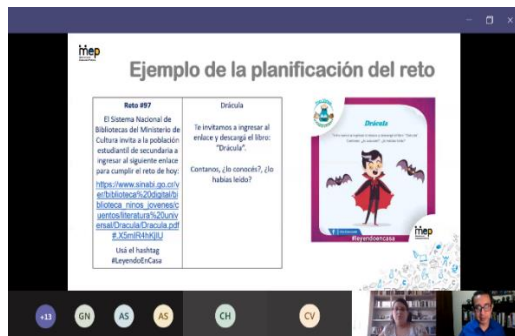 mep
Ejemplo de la planificación del reto
Reto #97
El Sistema Nacional de
Bibliotecas del Ministerio de
Cultura invita a la población
estudiantil de secundaria a
ingresar al siguiente enlace
para cumplir el reto de hoy:
https://www.sinabi.go.cr/v
er/biblioteca%20digital/bi
blioteca_ninos_jovenes/c
uentos/literatura%20univ
ersal/Dracula/Dracula.pdf
#.X5mIR4hKjIU
Usá el hashtag
#LeyendoEnCasa
Drácula
Te invitamos a ingresar al
enlace y descargá el libro:
"Drácula".
Contanos, ¿lo conocés?, ¿lo
habías leído?
Drácula
#leyendoencasa
mep
+13
GN
AS
AS
CH
CV